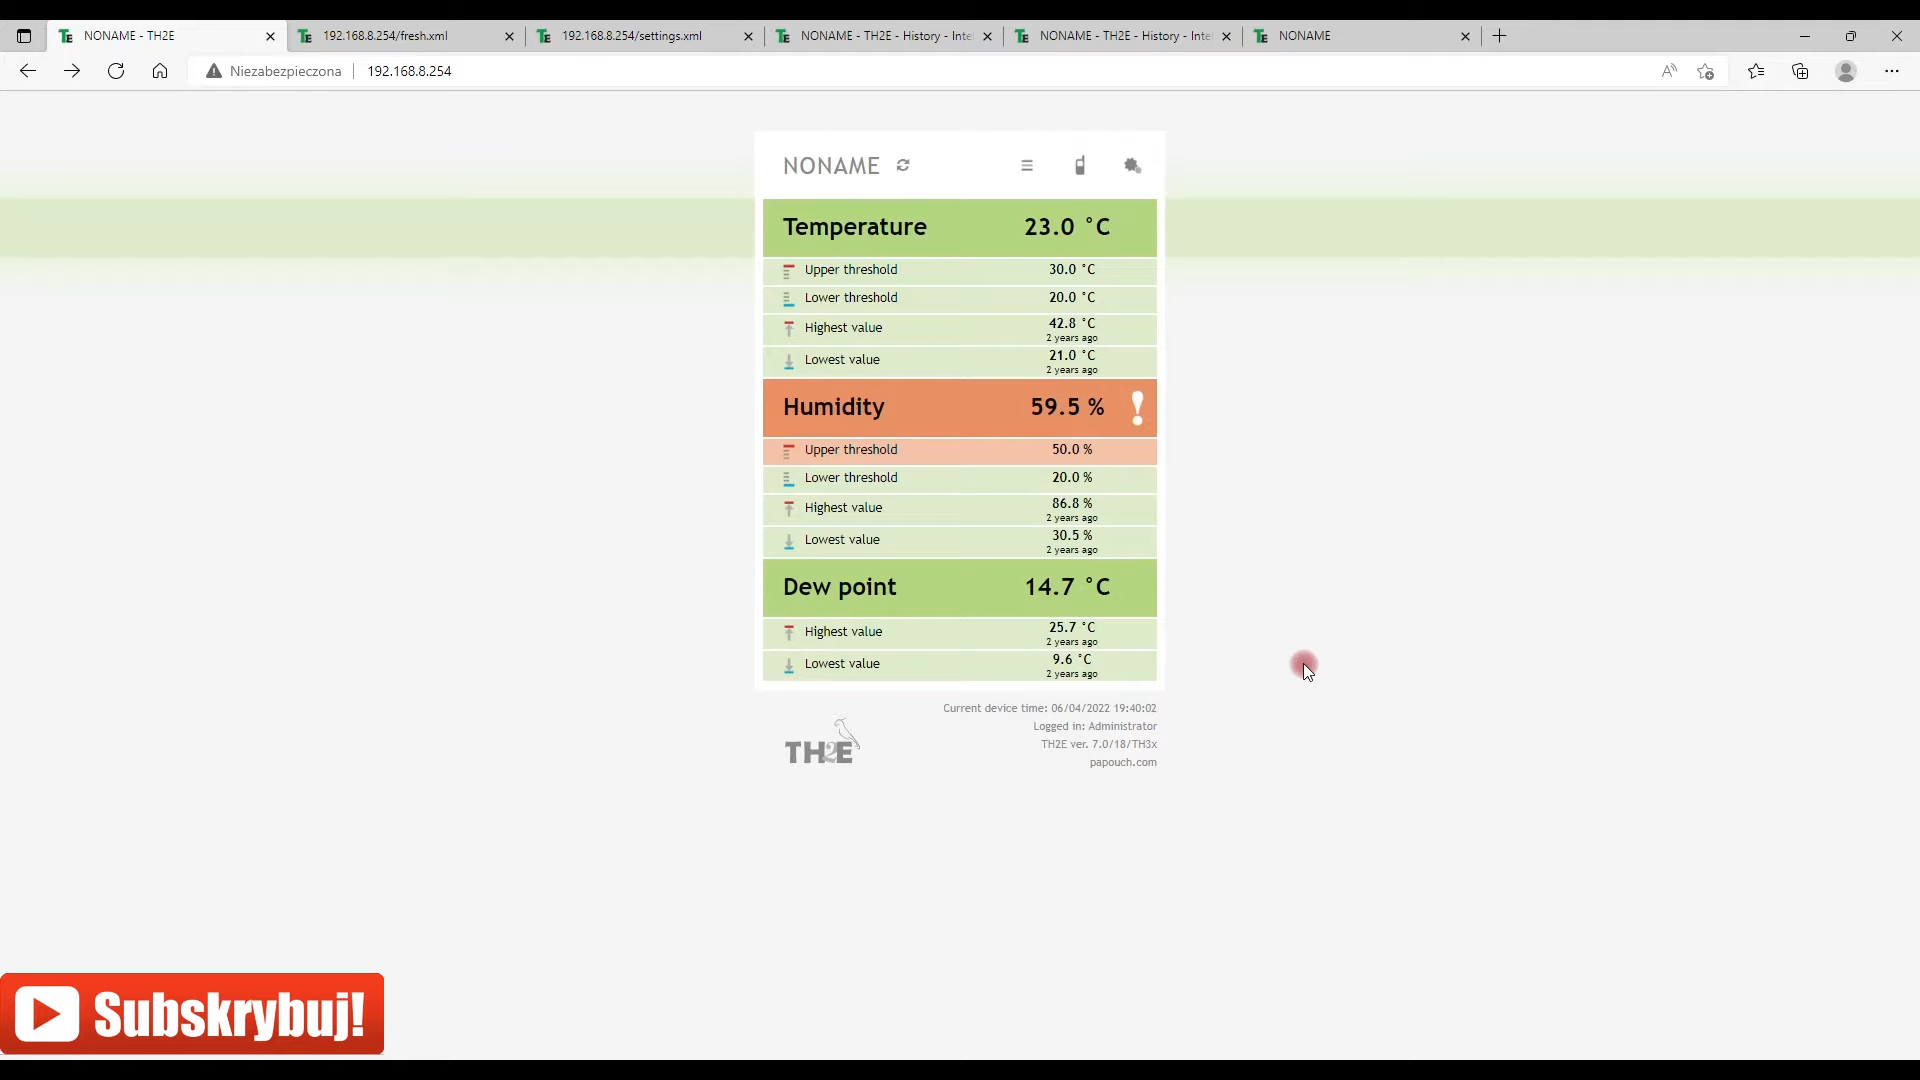 NONAME - TH2E
192.168.8.254/fresh.xml
192.168.8.254/settings.xml
NONAME - TH2E - History - Inte
NONAME - TH2E - History - Inte
NONAME
Niezabezpieczona
192.168.8.254
NONAME
Temperature 23.0 °C
Upper threshold 30.0 °C
Lower threshold 20.0 °C
Highest value 42.8 °C
2 years ago
Lowest value 21.0 °C
2 years ago
Humidity 59.5 % !
Upper threshold 50.0 %
Lower threshold 20.0 %
Highest value 86.8 %
2 years ago
Lowest value 30.5 %
2 years ago
Dew point 14.7 °C
Highest value 25.7 °C
2 years ago
Lowest value 9.6 °C
2 years ago
Current device time: 06/04/2022 19:40:02
Logged in: Administrator
TH2E ver. 7.0/18/TH3x
papouch.com
TH2E
Subskrybuj!